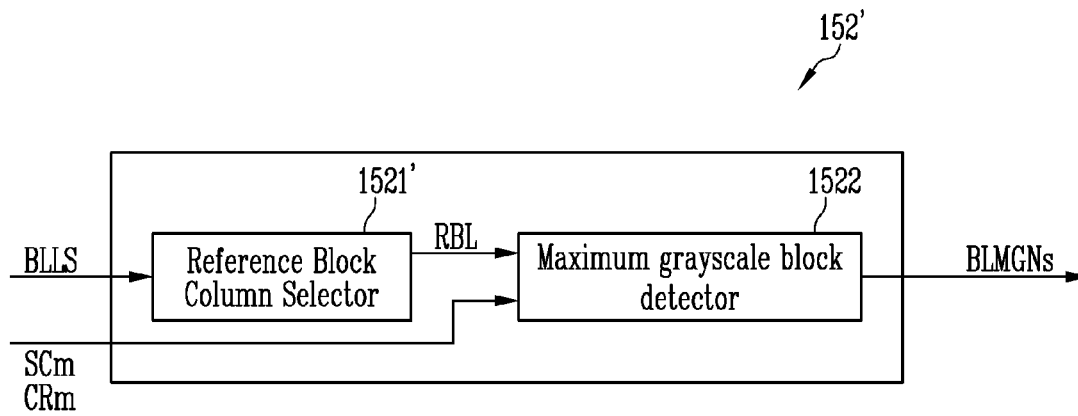 152'
1521'
1522
BLLS
Reference Block
Column Selector
RBL
Maximum grayscale block
detector
BLMGNs
SCm
CRm